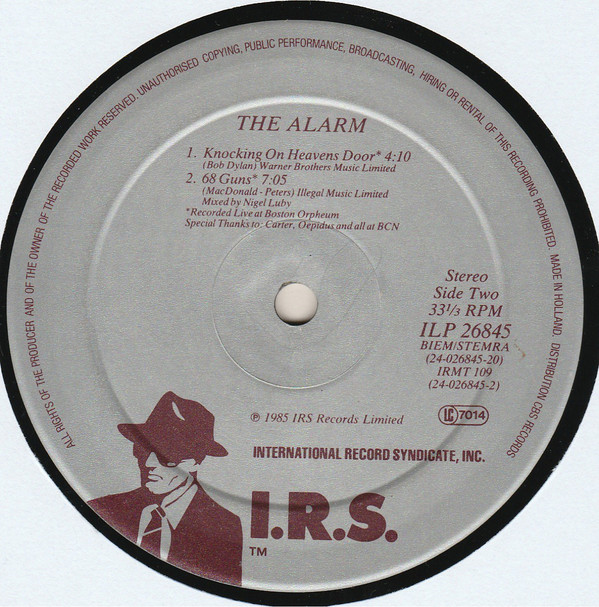 ALL RIGHTS OF THE PRODUCER AND OF THE OWNER OF THE RECORDED WORK RESERVED. UNAUTHORISED COPYING, PUBLIC PERFORMANCE, BROADCASTING, HIRING OR RENTAL OF THIS RECORDING PROHIBITED. MADE IN HOLLAND. DISTRIBUTION CBS RECORDS
THE ALARM
1. Knocking On Heavens Door* 4:10
(Bob Dylan) Warner Brothers Music Limited
2. 68 Guns* 7:05
(MacDonald - Peters) Illegal Music Limited
Mixed by Nigel Luby
*Recorded Live at Boston Orpheum
Special Thanks to: Carter, Oepidus and all at BCN
Stereo
Side Two
33 1/3 RPM
ILP 26845
BIEM/STEMRA
(24-026845-20)
IRMT 109
(24-026845-2)
℗ 1985 IRS Records Limited
LC 7014
INTERNATIONAL RECORD SYNDICATE, INC.
I.R.S.
TM